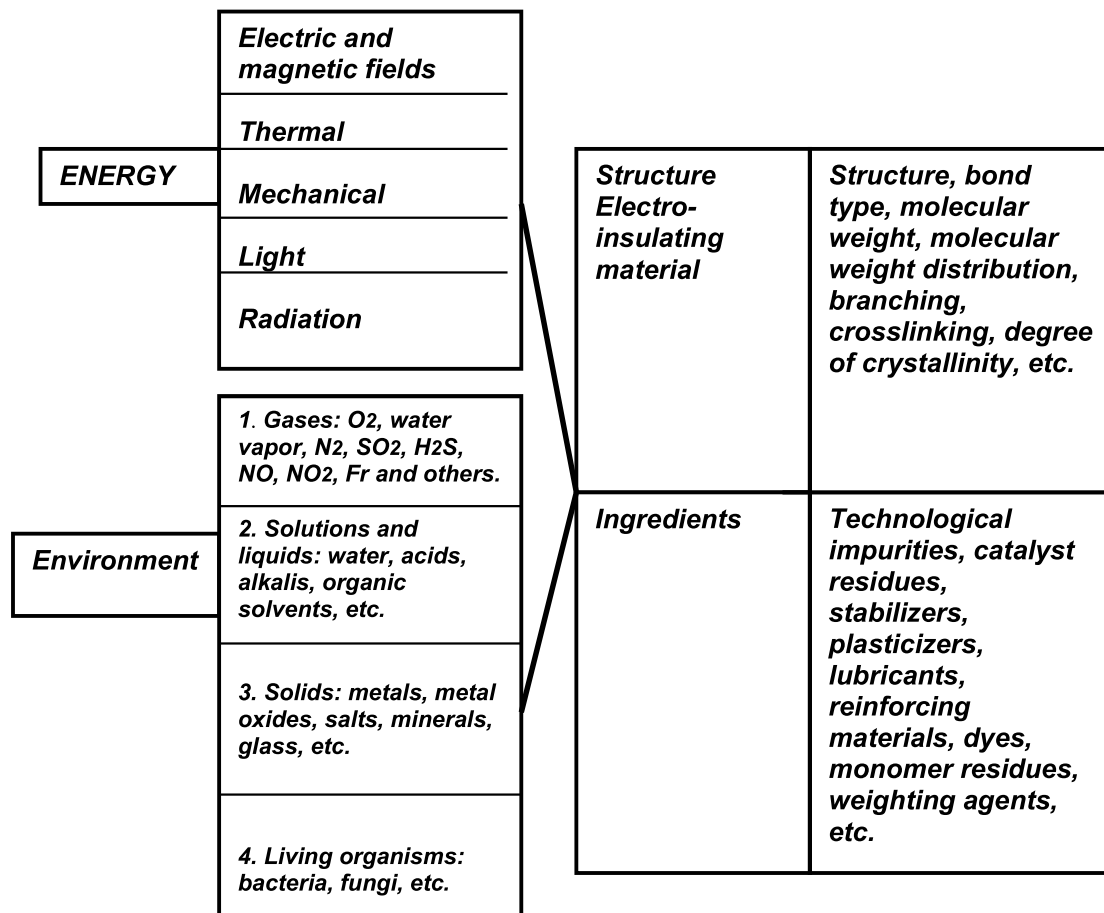 ENERGY
Electric and
magnetic fields
Thermal
Mechanical
Light
Radiation
Environment
1. Gases: O2, water
vapor, N2, SO2, H2S,
NO, NO2, Fr and others.
2. Solutions and
liquids: water, acids,
alkalis, organic
solvents, etc.
3. Solids: metals, metal
oxides, salts, minerals,
glass, etc.
4. Living organisms:
bacteria, fungi, etc.
Structure
Electro-
insulating
material
Structure, bond
type, molecular
weight, molecular
weight distribution,
branching,
crosslinking, degree
of crystallinity, etc.
Ingredients
Technological
impurities, catalyst
residues,
stabilizers,
plasticizers,
lubricants,
reinforcing
materials, dyes,
monomer residues,
weighting agents,
etc.